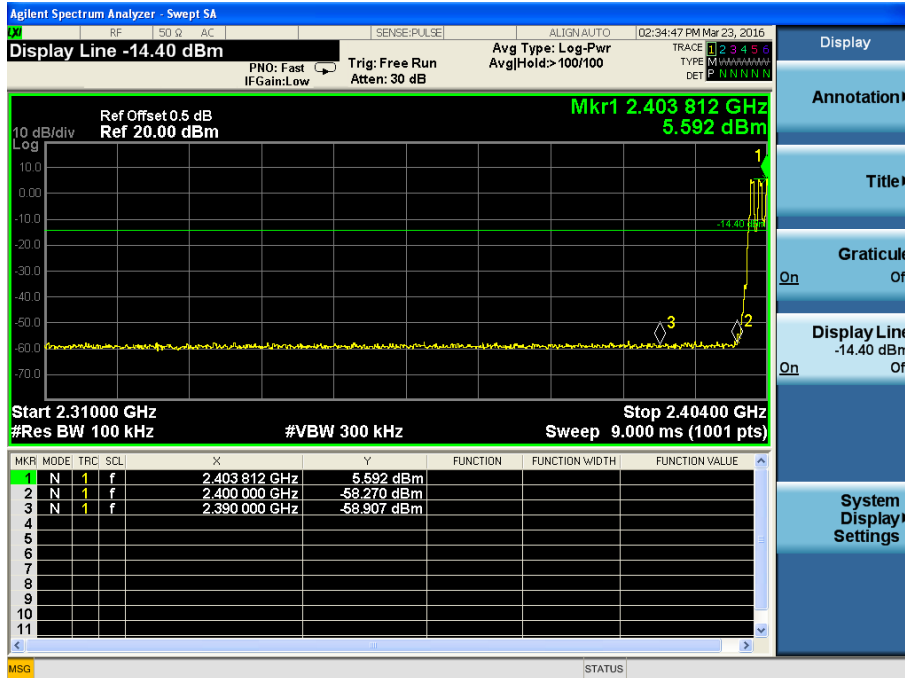 Agilent Spectrum Analyzer - Swept SA
LXI RF 50 Ω AC SENSE:PULSE ALIGN AUTO 02:34:47 PM Mar 23, 2016
Display Line -14.40 dBm
PNO: Fast
IFGain:Low
Trig: Free Run
Atten: 30 dB
Avg Type: Log-Pwr
Avg|Hold:>100/100
TRACE 1 2 3 4 5 6
TYPE M WWWWW
DET P N N N N N
Mkr1 2.403 812 GHz
5.592 dBm
Ref Offset 0.5 dB
10 dB/div Ref 20.00 dBm
Log
10.0
0.00
-10.0
-20.0
-30.0
-40.0
-50.0
-60.0
-70.0
1
-14.40 dBm
3
2
Start 2.31000 GHz Stop 2.40400 GHz
#Res BW 100 kHz #VBW 300 kHz Sweep 9.000 ms (1001 pts)
MKR MODE TRC SCL X Y FUNCTION FUNCTION WIDTH FUNCTION VALUE
1 N 1 f 2.403 812 GHz 5.592 dBm
2 N 1 f 2.400 000 GHz -58.270 dBm
3 N 1 f 2.390 000 GHz -58.907 dBm
4
5
6
7
8
9
10
11
MSG STATUS
Display
Annotation
Title
Graticule
On Off
Display Line
-14.40 dBm
On Off
System
Display
Settings